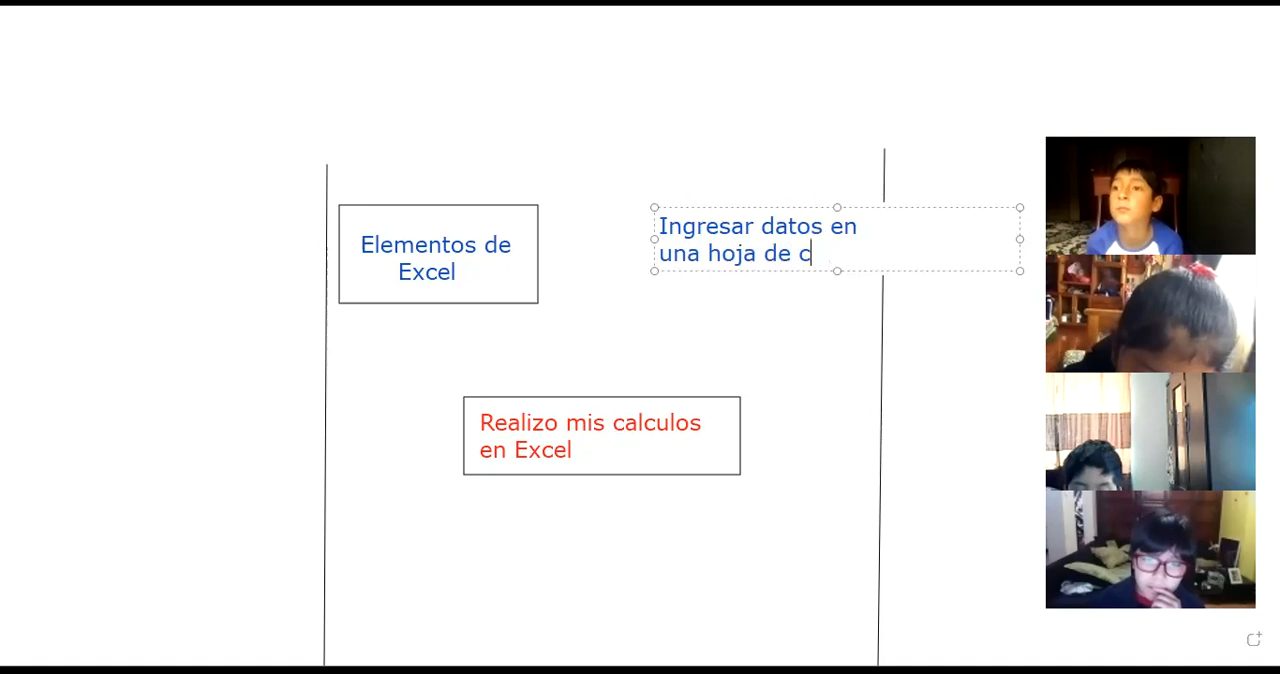 Elementos de
Excel
Ingresar datos en
una hoja de c
Realizo mis calculos
en Excel